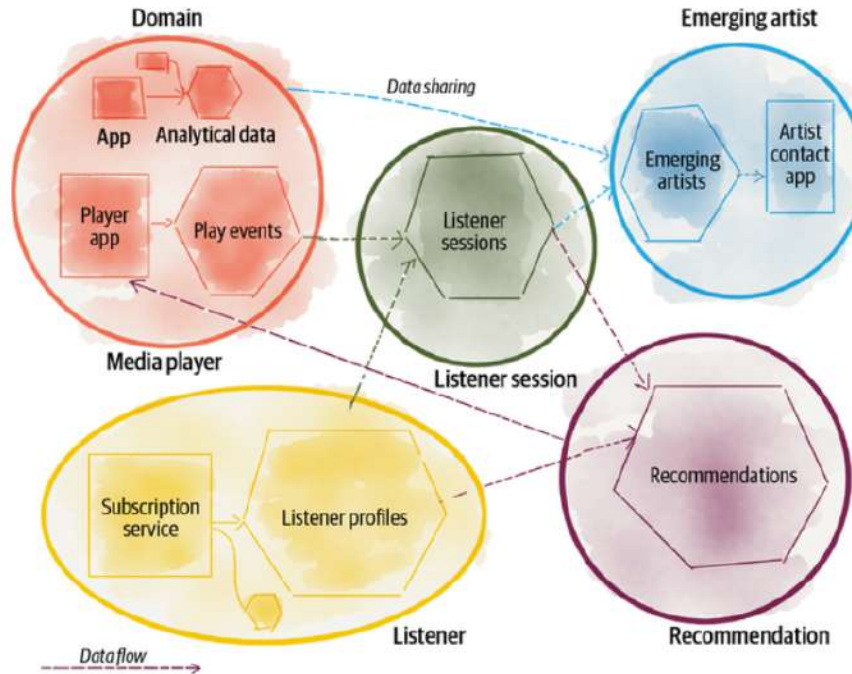 Domain
Emerging artist
Data sharing
App
Analytical data
Player
app
Play events
Listener
sessions
Emerging
artists
Artist
contact
app
Media player
Listener session
Subscription
service
Listener profiles
Recommendations
Listener
Recommendation
Data flow